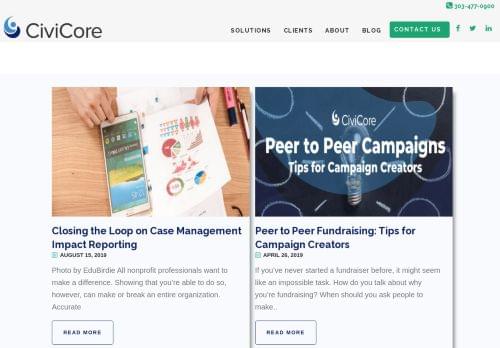 303-477-0900
CiviCore
SOLUTIONS CLIENTS ABOUT BLOG CONTACT US
CiviCore
Peer to Peer Campaigns
Tips for Campaign Creators
Closing the Loop on Case Management
Impact Reporting
AUGUST 15, 2019
Photo by EduBirdie All nonprofit professionals want to
make a difference. Showing that you're able to do so,
however, can make or break an entire organization.
Accurate
READ MORE
Peer to Peer Fundraising: Tips for
Campaign Creators
APRIL 26, 2019
If you've never started a fundraiser before, it might seem
like an impossible task. How do you talk about why
you're fundraising? When should you ask people to
make..
READ MORE